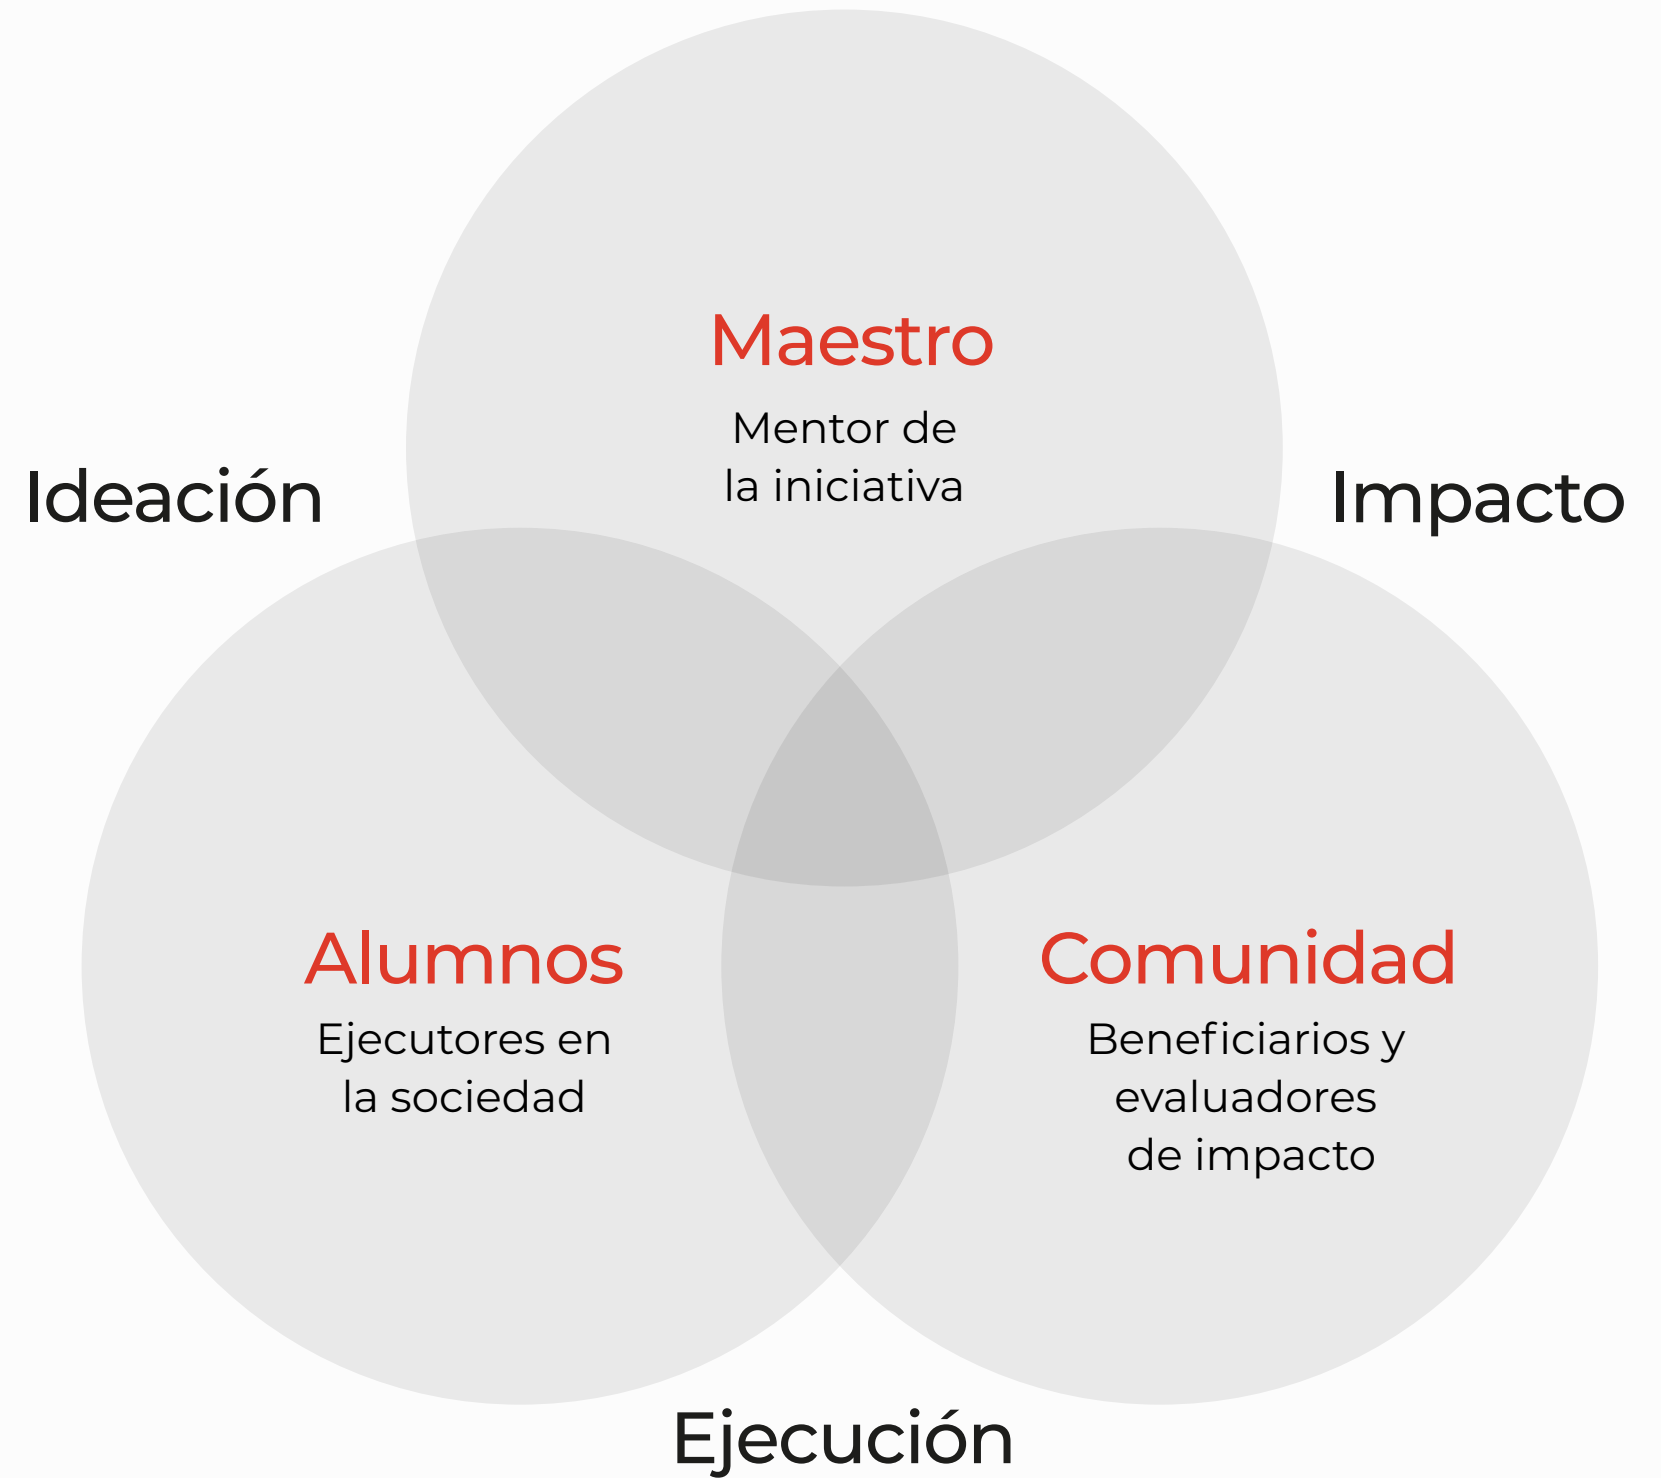 Maestro
Mentor de
la iniciativa
Ideación
Impacto
Alumnos
Ejecutores en
la sociedad
Comunidad
Beneficiarios y
evaluadores
de impacto
Ejecución